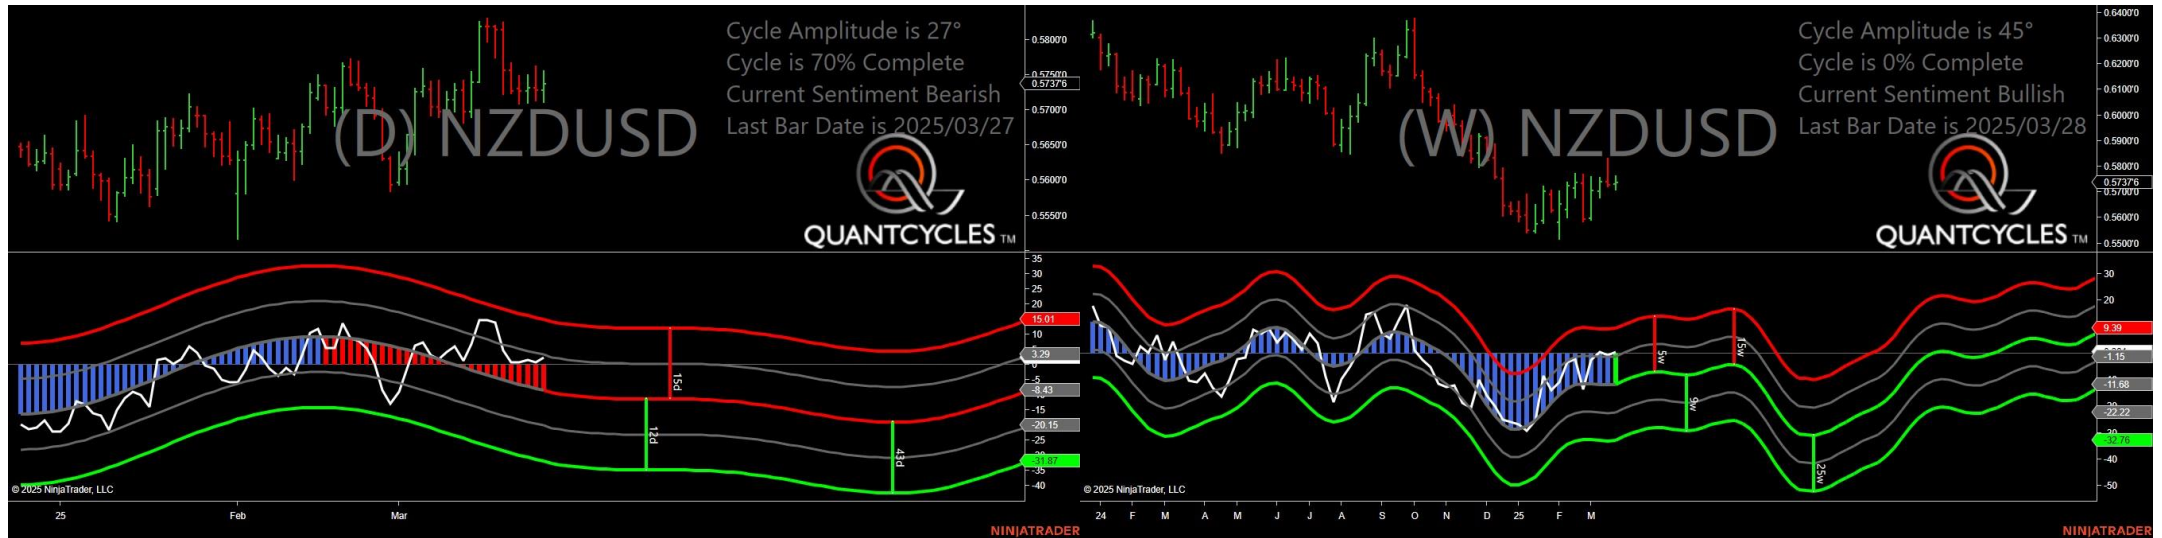 Cycle Amplitude is 27°
Cycle is 70% Complete
Current Sentiment Bearish
Last Bar Date is 2025/03/27
(D) NZDUSD
QUANTCYCLES TM
0.5800'0
0.5750'0
0.5737'6
0.5700'0
0.5650'0
0.5600'0
0.5550'0
35
30
25
20
15.01
10
3.29
0
-5
-8.43
-15
-20.15
-25
-31.87
-35
-40
15d
12d
43d
© 2025 NinjaTrader, LLC
25
Feb
Mar
NINJATRADER
Cycle Amplitude is 45°
Cycle is 0% Complete
Current Sentiment Bullish
Last Bar Date is 2025/03/28
(W) NZDUSD
QUANTCYCLES TM
0.6400'0
0.6300'0
0.6200'0
0.6100'0
0.6000'0
0.5900'0
0.5800'0
0.5737'6
0.5700'0
0.5600'0
0.5500'0
30
20
9.39
-1.15
-11.68
-22.22
-32.76
-40
-50
5w
15w
9w
25w
© 2025 NinjaTrader, LLC
24
F
M
A
M
J
J
A
S
O
N
D
25
F
M
NINJATRADER